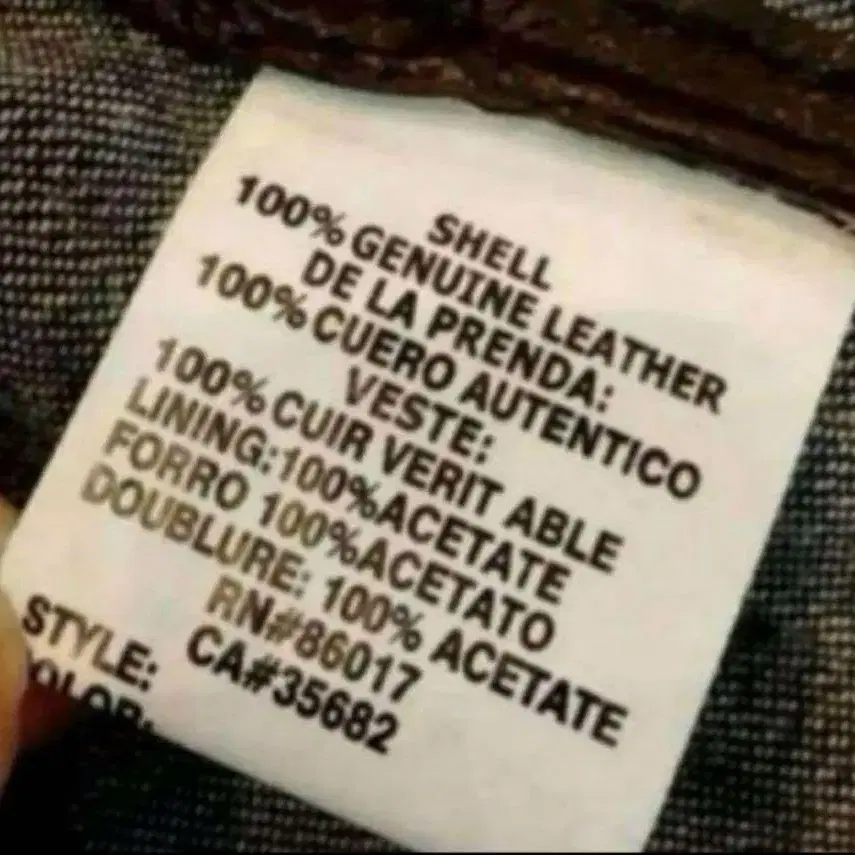 SHELL
100% GENUINE LEATHER
DE LA PRENDA:
100% CUERO AUTENTICO
VESTE:
100% CUIR VERIT ABLE
LINING:100%ACETATE
FORRO 100%ACETATO
DOUBLURE: 100% ACETATE
RN#86017
CA#35682
STYLE:
COLOR: